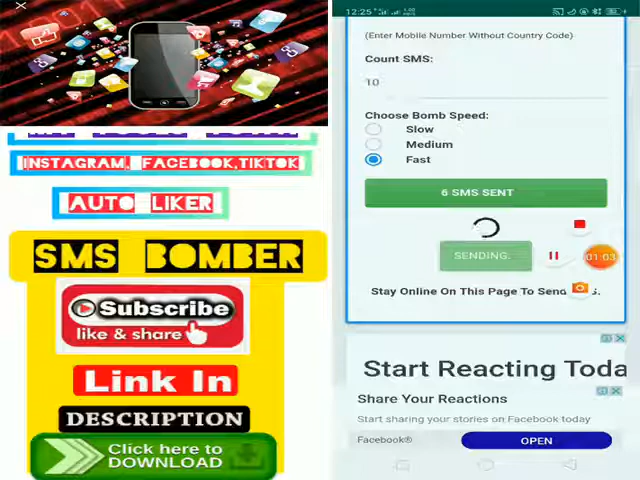 INSTAGRAM, FACEBOOK,TIKTOK
AUTO LIKER
SMS BOMBER
Subscribe
like & share
Link In
DESCRIPTION
Click here to
DOWNLOAD
12:25
(Enter Mobile Number Without Country Code)
Count SMS:
10
Choose Bomb Speed:
Slow
Medium
Fast
6 SMS SENT
SENDING.
01:03
Stay Online On This Page To Send S.
Start Reacting Toda
Share Your Reactions
Start sharing your stories on Facebook today
Facebook®
OPEN